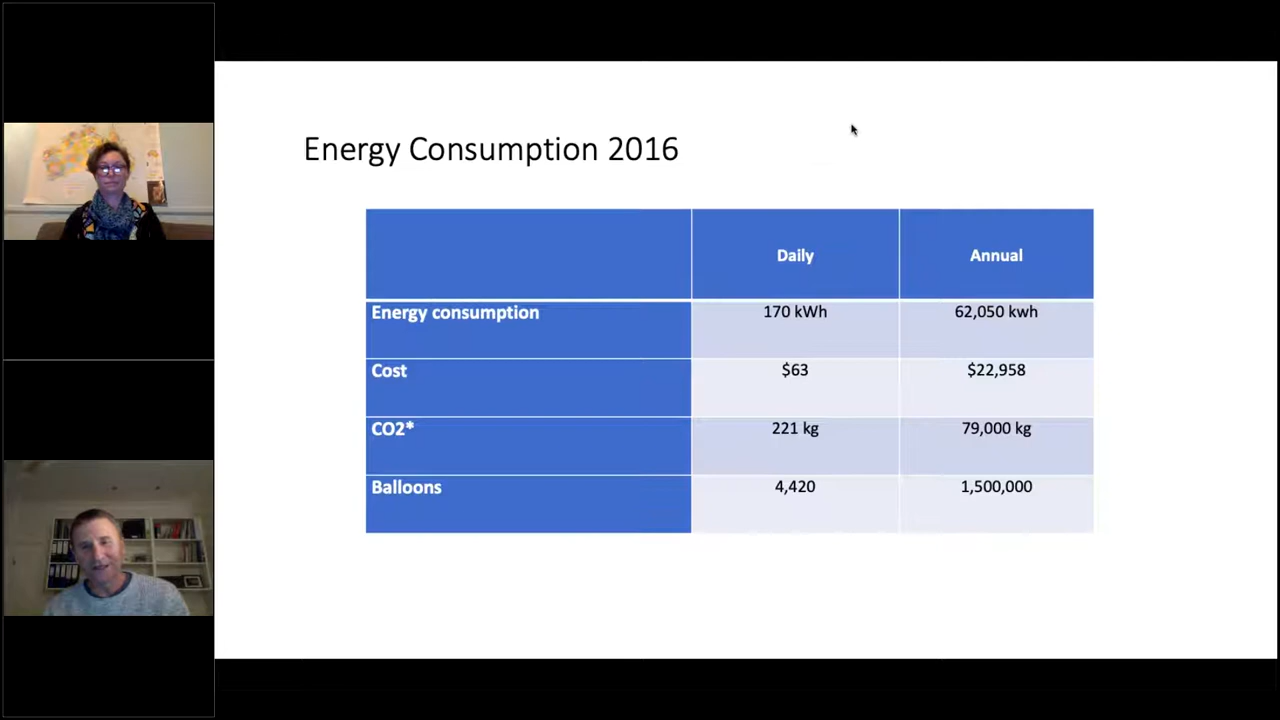 Energy Consumption 2016
Daily Annual
Energy consumption 170 kWh 62,050 kwh
Cost $63 $22,958
CO2* 221 kg 79,000 kg
Balloons 4,420 1,500,000